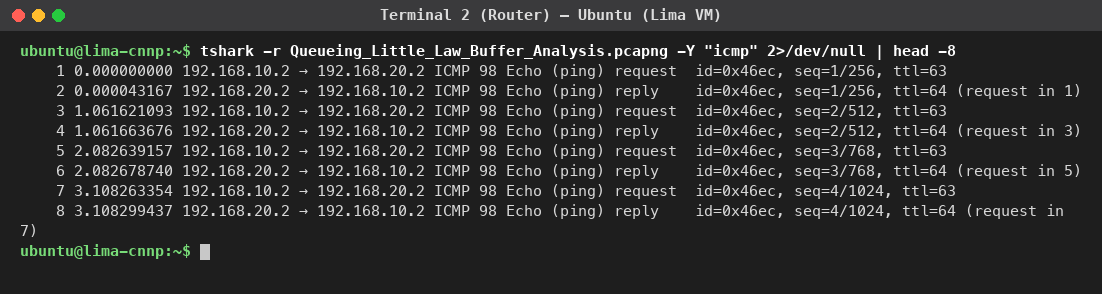 Terminal 2 (Router) — Ubuntu (Lima VM)
ubuntu@lima-cnnp:~$ tshark -r Queueing_Little_Law_Buffer_Analysis.pcapng -Y "icmp" 2>/dev/null | head -8
    1 0.000000000 192.168.10.2 → 192.168.20.2 ICMP 98 Echo (ping) request  id=0x46ec, seq=1/256, ttl=63
    2 0.000043167 192.168.20.2 → 192.168.10.2 ICMP 98 Echo (ping) reply    id=0x46ec, seq=1/256, ttl=64 (request in 1)
    3 1.061621093 192.168.10.2 → 192.168.20.2 ICMP 98 Echo (ping) request  id=0x46ec, seq=2/512, ttl=63
    4 1.061663676 192.168.20.2 → 192.168.10.2 ICMP 98 Echo (ping) reply    id=0x46ec, seq=2/512, ttl=64 (request in 3)
    5 2.082639157 192.168.10.2 → 192.168.20.2 ICMP 98 Echo (ping) request  id=0x46ec, seq=3/768, ttl=63
    6 2.082678740 192.168.20.2 → 192.168.10.2 ICMP 98 Echo (ping) reply    id=0x46ec, seq=3/768, ttl=64 (request in 5)
    7 3.108263354 192.168.10.2 → 192.168.20.2 ICMP 98 Echo (ping) request  id=0x46ec, seq=4/1024, ttl=63
    8 3.108299437 192.168.20.2 → 192.168.10.2 ICMP 98 Echo (ping) reply    id=0x46ec, seq=4/1024, ttl=64 (request in
7)
ubuntu@lima-cnnp:~$